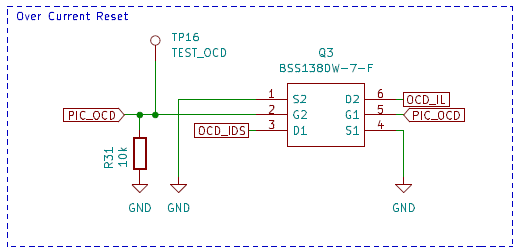 Over Current Reset
TP16
TEST_OCD
Q3
BSS138DW-7-F
1 S2 D2 6 OCD_IL
PIC_OCD 2 G2 G1 5 PIC_OCD
OCD_IDS 3 D1 S1 4
R31
10k
GND GND GND